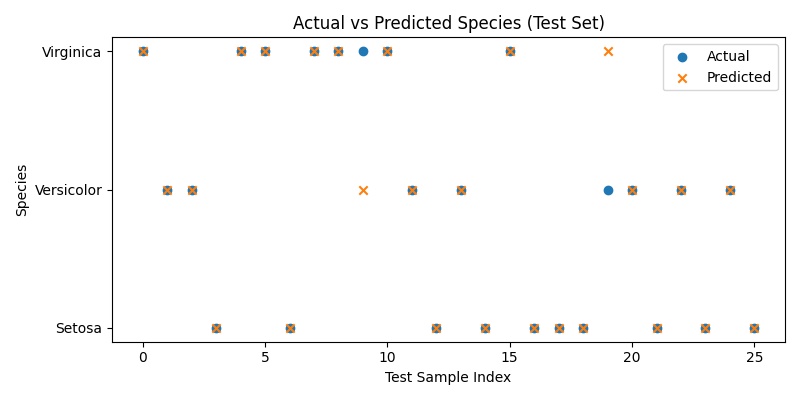 Actual vs Predicted Species (Test Set)
Virginica
Versicolor
Setosa
Species
Actual
Predicted
0 5 10 15 20 25
Test Sample Index